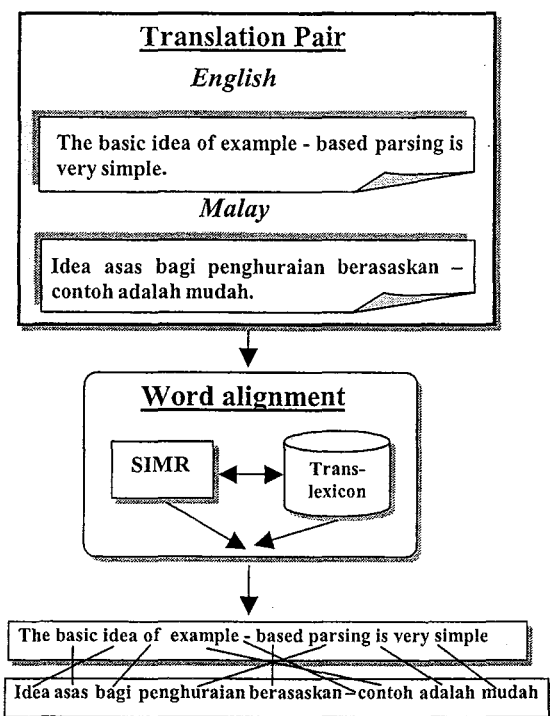 Translation Pair
English
The basic idea of example - based parsing is
very simple.
Malay
Idea asas bagi penghuraian berasaskan –
contoh adalah mudah.
Word alignment
SIMR
Trans-
lexicon
The basic idea of example - based parsing is very simple
Idea asas bagi penghuraian berasaskan – contoh adalah mudah